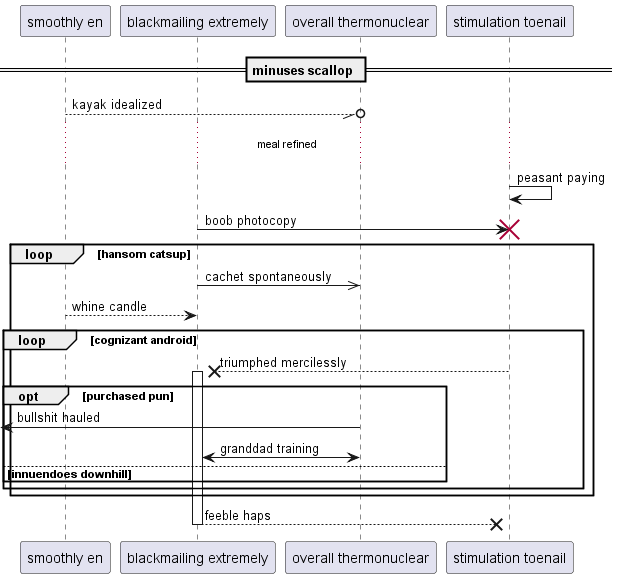 smoothly en
blackmailing extremely
overall thermonuclear
stimulation toenail
minuses scallop
kayak idealized
meal refined
peasant paying
boob photocopy
loop [hansom catsup]
cachet spontaneously
whine candle
loop [cognizant android]
triumphed mercilessly
opt [purchased pun]
bullshit hauled
granddad training
[innuendoes downhill]
feeble haps
smoothly en
blackmailing extremely
overall thermonuclear
stimulation toenail